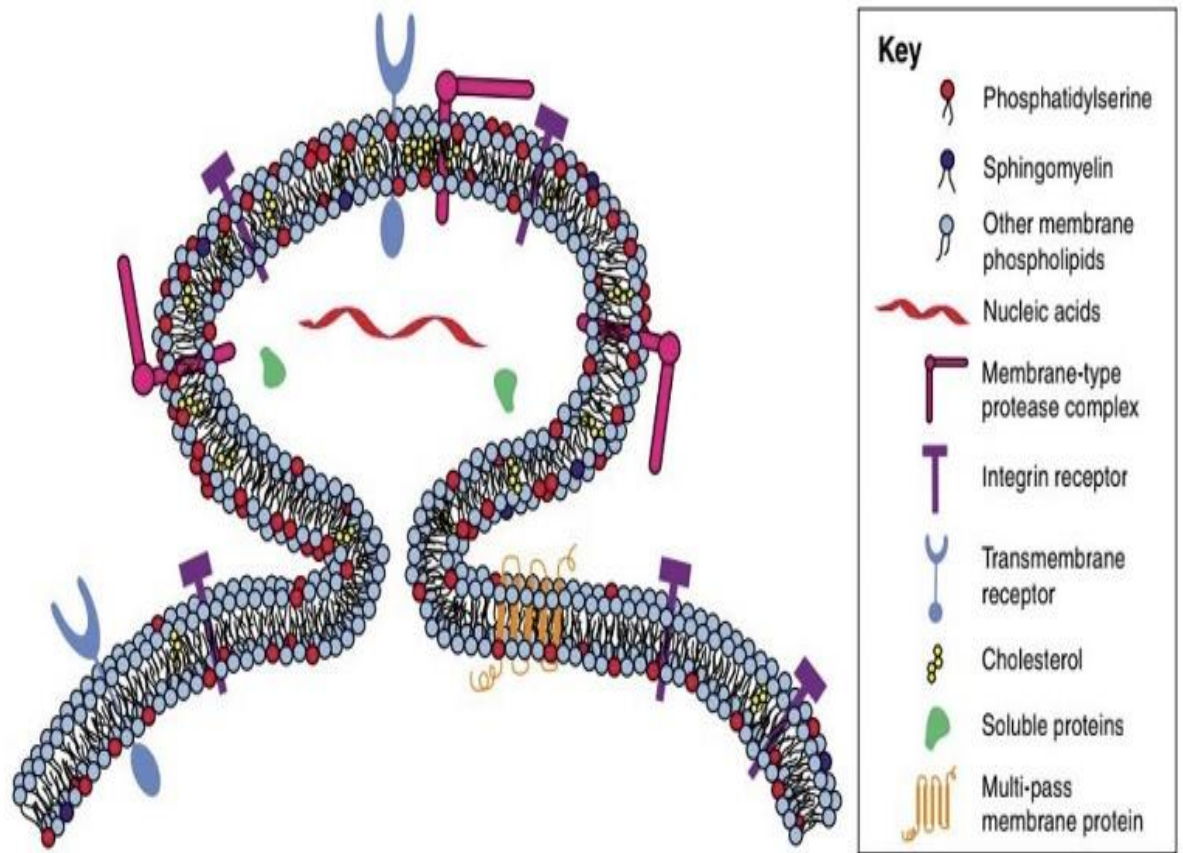 Key
Phosphatidylserine
Sphingomyelin
Other membrane
phospholipids
Nucleic acids
Membrane-type
protease complex
Integrin receptor
Transmembrane
receptor
Cholesterol
Soluble proteins
Multi-pass
membrane protein